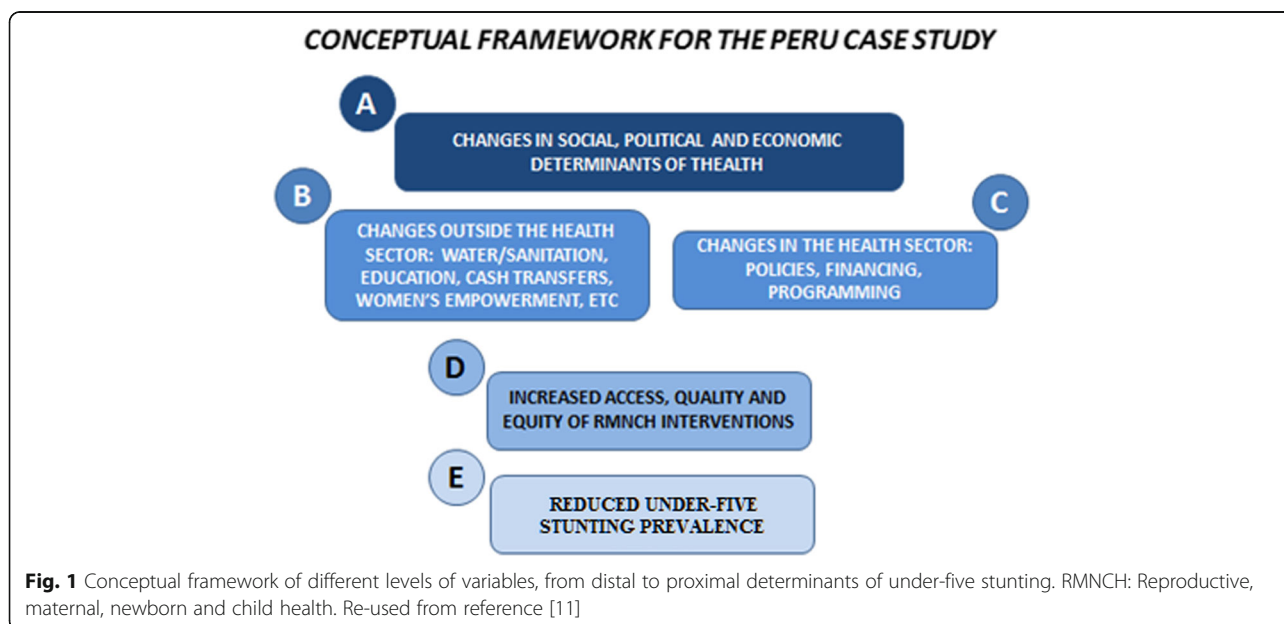 CONCEPTUAL FRAMEWORK FOR THE PERU CASE STUDY
A
CHANGES IN SOCIAL, POLITICAL AND ECONOMIC
DETERMINANTS OF THEALTH
B
CHANGES OUTSIDE THE HEALTH
SECTOR: WATER/SANITATION,
EDUCATION, CASH TRANSFERS,
WOMEN'S EMPOWERMENT, ETC
C
CHANGES IN THE HEALTH SECTOR:
POLICIES, FINANCING,
PROGRAMMING
D
INCREASED ACCESS, QUALITY AND
EQUITY OF RMNCH INTERVENTIONS
E
REDUCED UNDER-FIVE
STUNTING PREVALENCE
Fig. 1 Conceptual framework of different levels of variables, from distal to proximal determinants of under-five stunting. RMNCH: Reproductive,
maternal, newborn and child health. Re-used from reference [11]